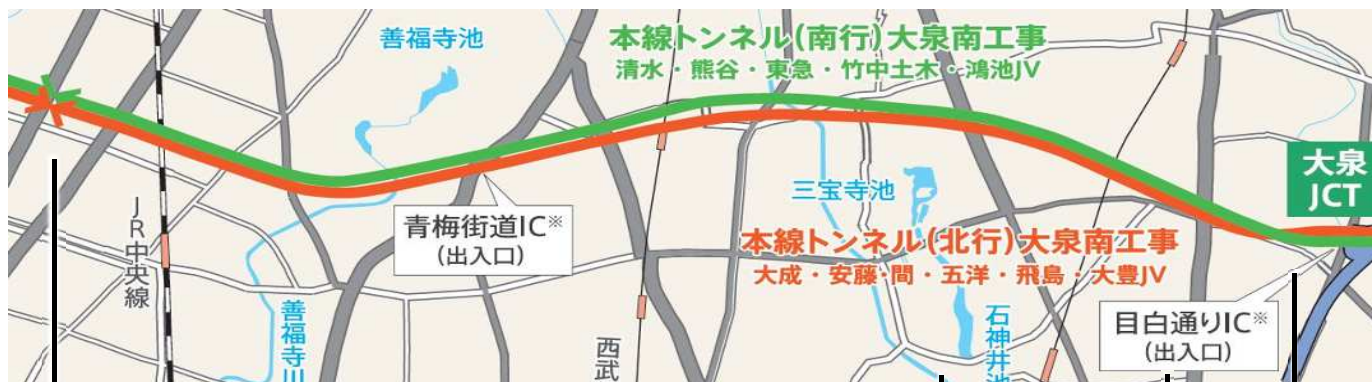 善福寺池
本線トンネル(南行)大泉南工事
清水・熊谷・東急・竹中土木・鴻池JV
大泉
JCT
三宝寺池
青梅街道IC※
(出入口)
JR中央線
本線トンネル(北行)大泉南工事
大成・安藤・間・五洋・飛島・大豊JV
善福寺川
西武
石神井池
目白通りIC※
(出入口)